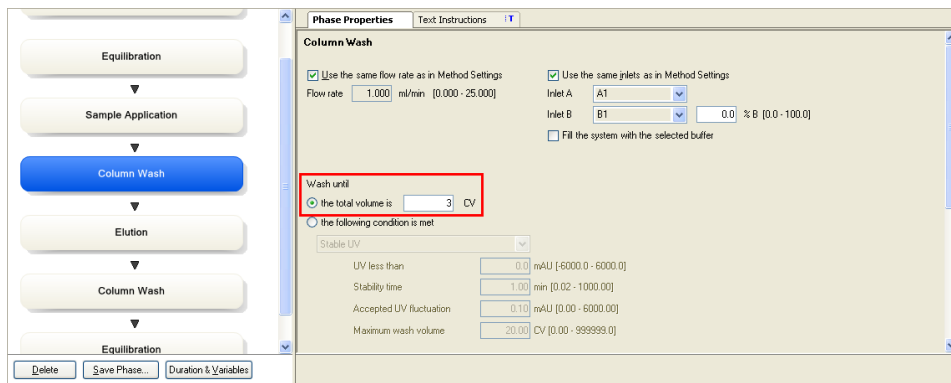 Equilibration
Sample Application
Column Wash
Elution
Column Wash
Equilibration
Delete Save Phase... Duration & Variables
Phase Properties Text Instructions T
Column Wash
Use the same flow rate as in Method Settings
Flow rate 1.000 ml/min [0.000 - 25.000]
Use the same inlets as in Method Settings
Inlet A A1
Inlet B B1 0.0 % B [0.0 - 100.0]
Fill the system with the selected buffer
Wash until
the total volume is 3 CV
the following condition is met
Stable UV
UV less than 0.0 mAU [-6000.0 - 6000.0]
Stability time 1.00 min [0.02 - 1000.00]
Accepted UV fluctuation 0.10 mAU [0.00 - 6000.00]
Maximum wash volume 20.00 CV [0.00 - 999999.0]